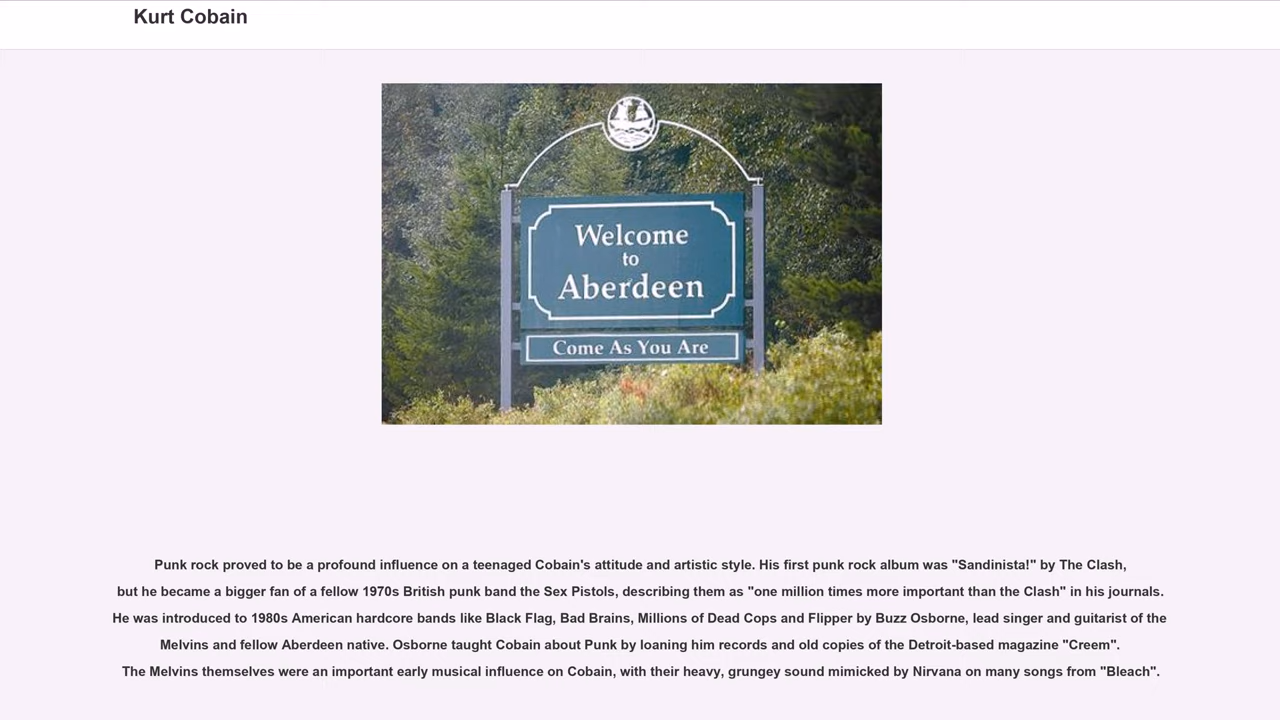 Kurt Cobain
Welcome
to
Aberdeen
Come As You Are
Punk rock proved to be a profound influence on a teenaged Cobain's attitude and artistic style. His first punk rock album was "Sandinista!" by The Clash,
but he became a bigger fan of a fellow 1970s British punk band the Sex Pistols, describing them as "one million times more important than the Clash" in his journals.
He was introduced to 1980s American hardcore bands like Black Flag, Bad Brains, Millions of Dead Cops and Flipper by Buzz Osborne, lead singer and guitarist of the
Melvins and fellow Aberdeen native. Osborne taught Cobain about Punk by loaning him records and old copies of the Detroit-based magazine "Creem".
The Melvins themselves were an important early musical influence on Cobain, with their heavy, grungey sound mimicked by Nirvana on many songs from "Bleach".